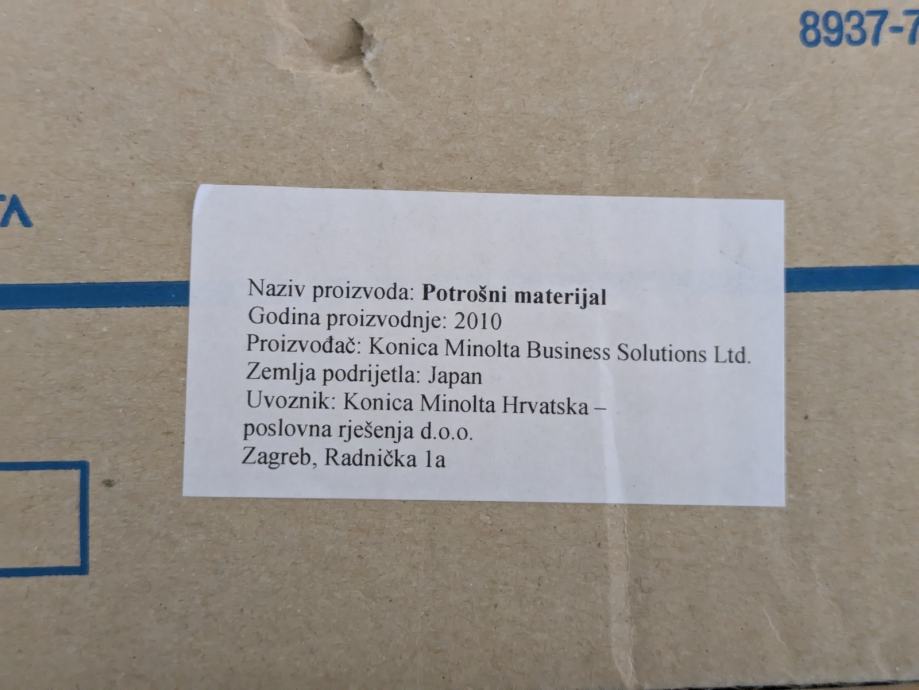 8937-7
TA
Naziv proizvoda: Potrošni materijal
Godina proizvodnje: 2010
Proizvođač: Konica Minolta Business Solutions Ltd.
Zemlja podrijetla: Japan
Uvoznik: Konica Minolta Hrvatska –
poslovna rješenja d.o.o.
Zagreb, Radnička 1a